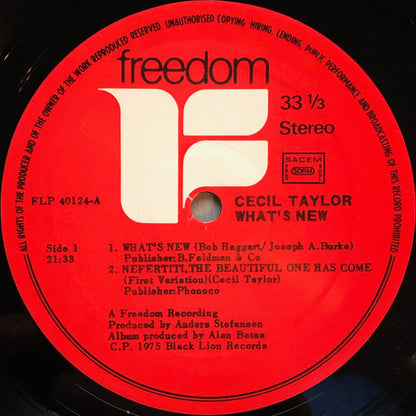 ALL RIGHTS OF THE PRODUCER AND OF THE OWNER OF THE WORK REPRODUCED RESERVED. UNAUTHORISED COPYING, HIRING, LENDING, PUBLIC PERFORMANCE AND BROADCASTING OF THIS RECORD PROHIBITED
freedom
33 ⅓
Stereo
SACEM
SDRM
FLP 40124-A
CECIL TAYLOR
WHAT'S NEW
Side 1
21:33
1. WHAT'S NEW (Bob Haggert/Joseph A.Burke)
Publisher:B.Feldman & Co
2. NEFERTITI,THE BEAUTIFUL ONE HAS COME
(First Variation)(Cecil Taylor)
Publisher:Phonoco
A Freedom Recording
Produced by Anders Stefansen
Album produced by Alan Bates
C.P. 1975 Black Lion Records